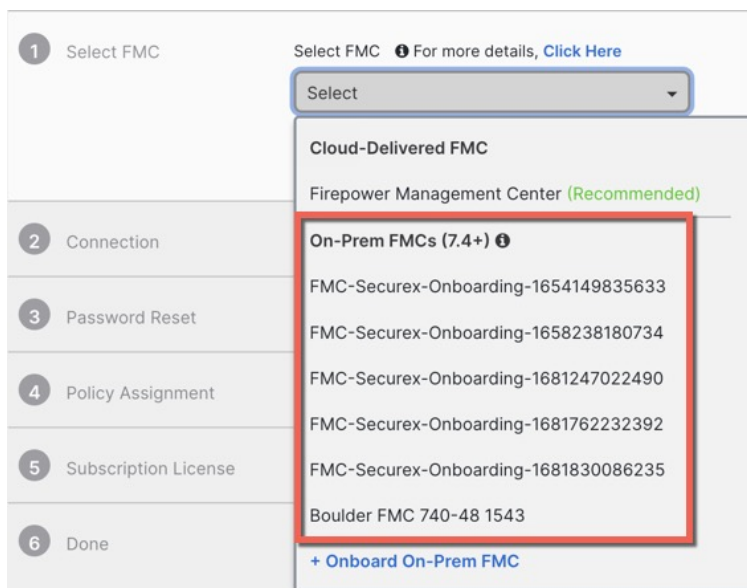 1 Select FMC
Select FMC i For more details, Click Here
Select
Cloud-Delivered FMC
Firepower Management Center (Recommended)
On-Prem FMCs (7.4+) i
FMC-Securex-Onboarding-1654149835633
FMC-Securex-Onboarding-1658238180734
FMC-Securex-Onboarding-1681247022490
FMC-Securex-Onboarding-1681762232392
FMC-Securex-Onboarding-1681830086235
Boulder FMC 740-48 1543
+ Onboard On-Prem FMC
2 Connection
3 Password Reset
4 Policy Assignment
5 Subscription License
6 Done